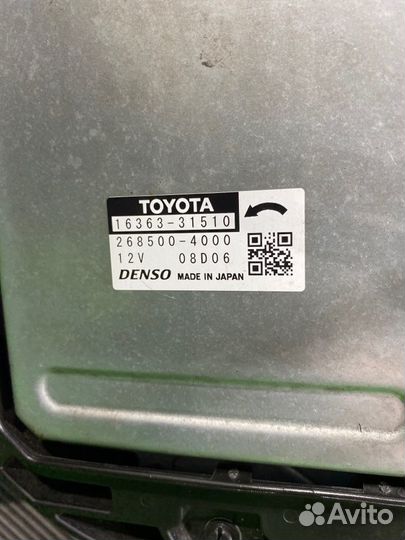 TOYOTA
16363-31510
268500-4000
12V 08D06
DENSO MADE IN JAPAN
Avito